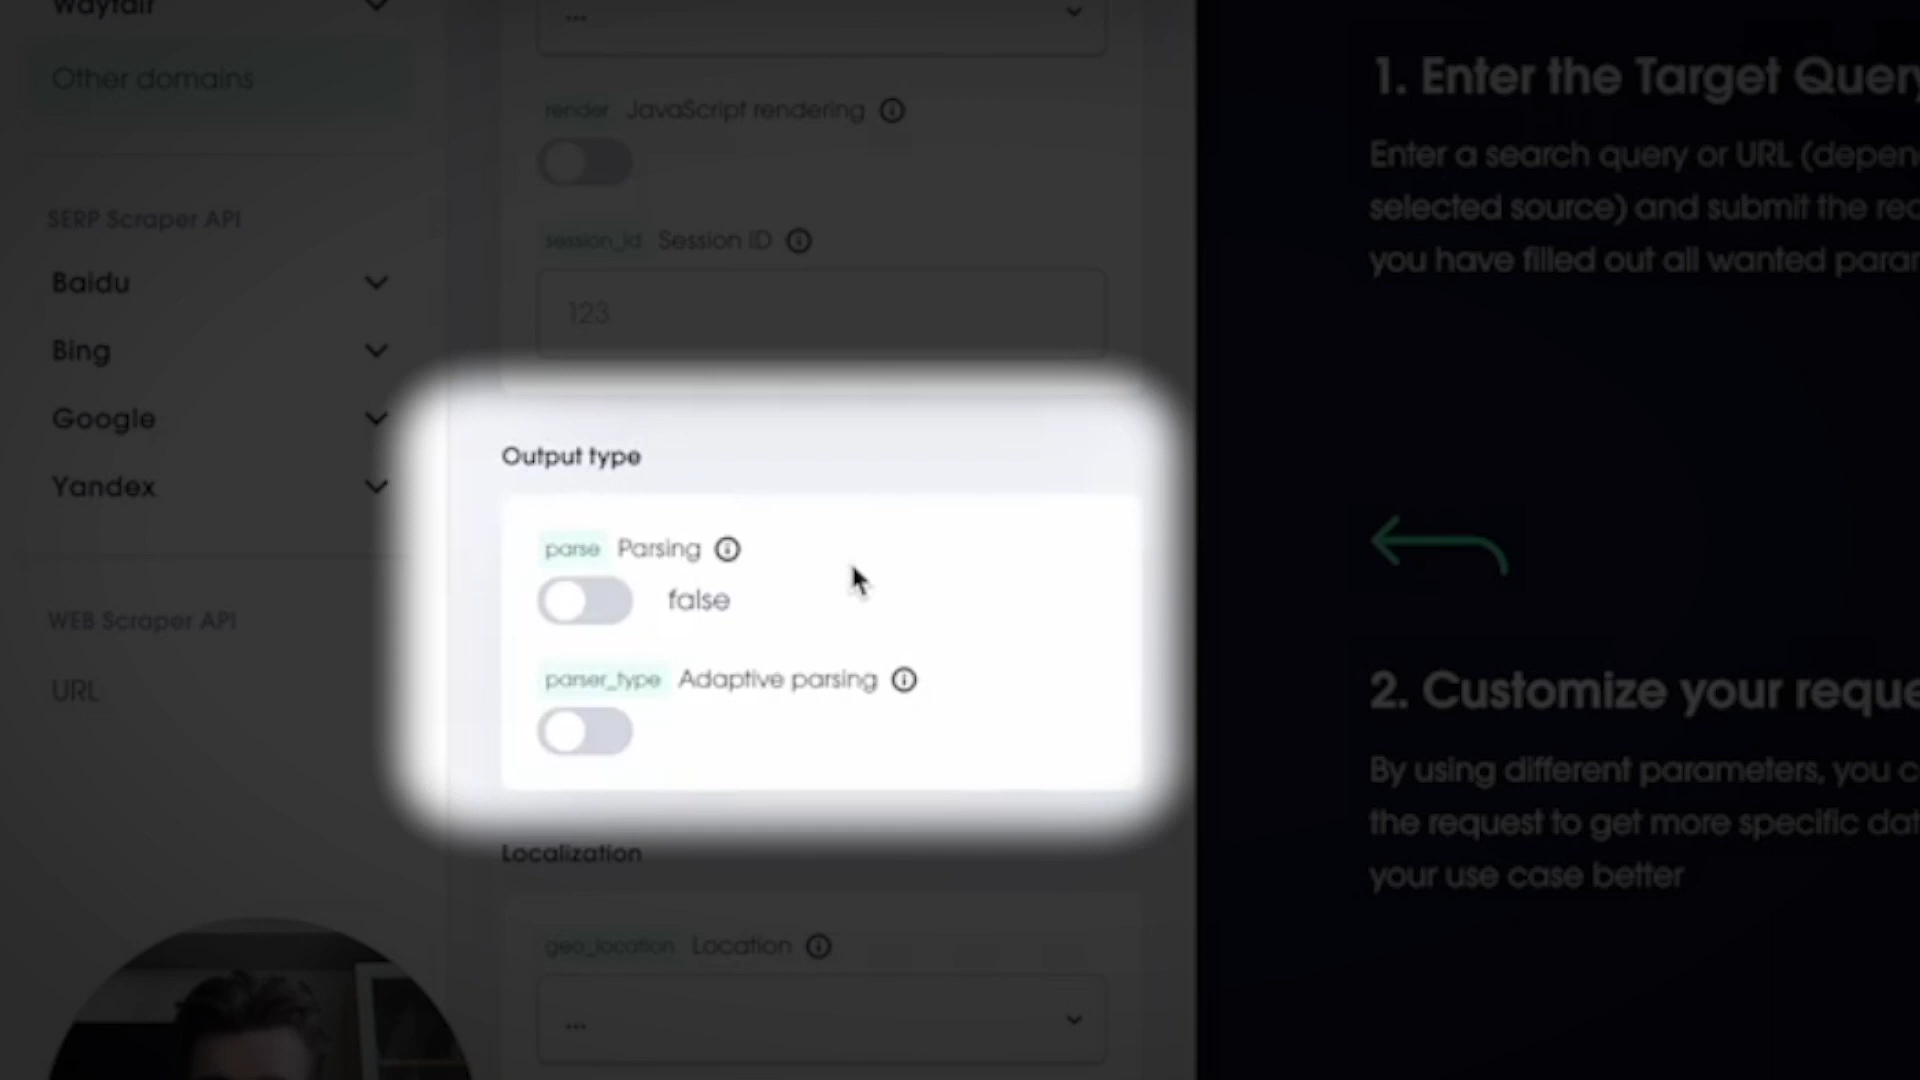 Wayfair
Other domains
SERP Scraper API
Baidu
Bing
Google
Yandex
WEB Scraper API
URL
...
render JavaScript rendering
session_id Session ID
123
Output type
parse Parsing
false
parser_type Adaptive parsing
Localization
geo_location Location
...
1. Enter the Target Query
Enter a search query or URL (depen
selected source) and submit the req
you have filled out all wanted param
2. Customize your reque
By using different parameters, you c
the request to get more specific dat
your use case better